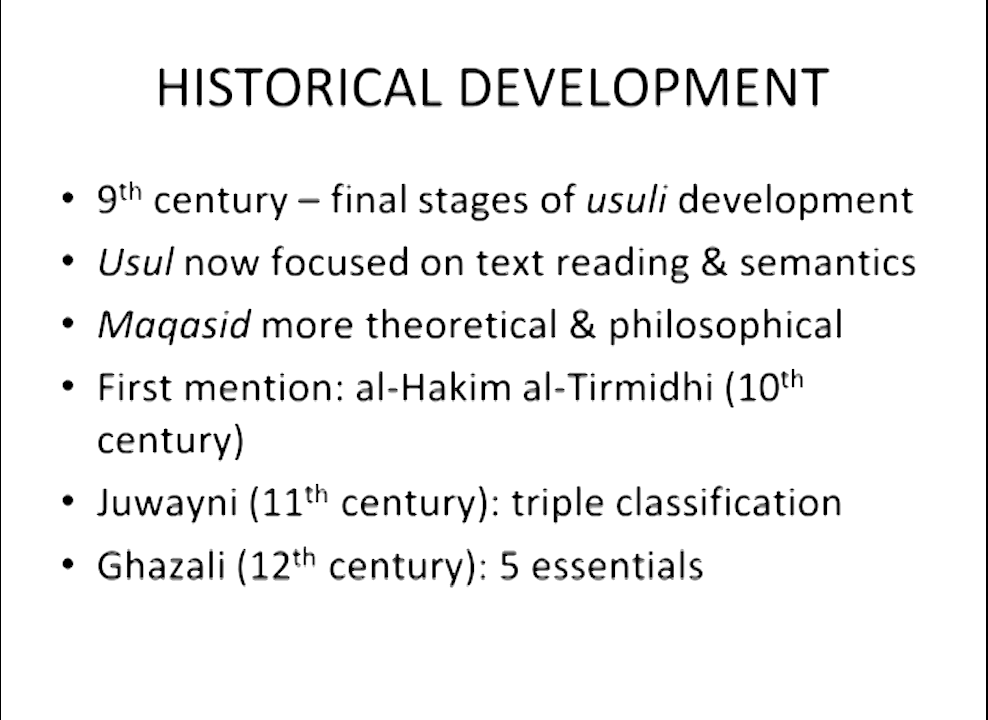 HISTORICAL DEVELOPMENT
• 9th century – final stages of usuli development
• Usul now focused on text reading & semantics
• Maqasid more theoretical & philosophical
• First mention: al-Hakim al-Tirmidhi (10th
century)
• Juwayni (11th century): triple classification
• Ghazali (12th century): 5 essentials